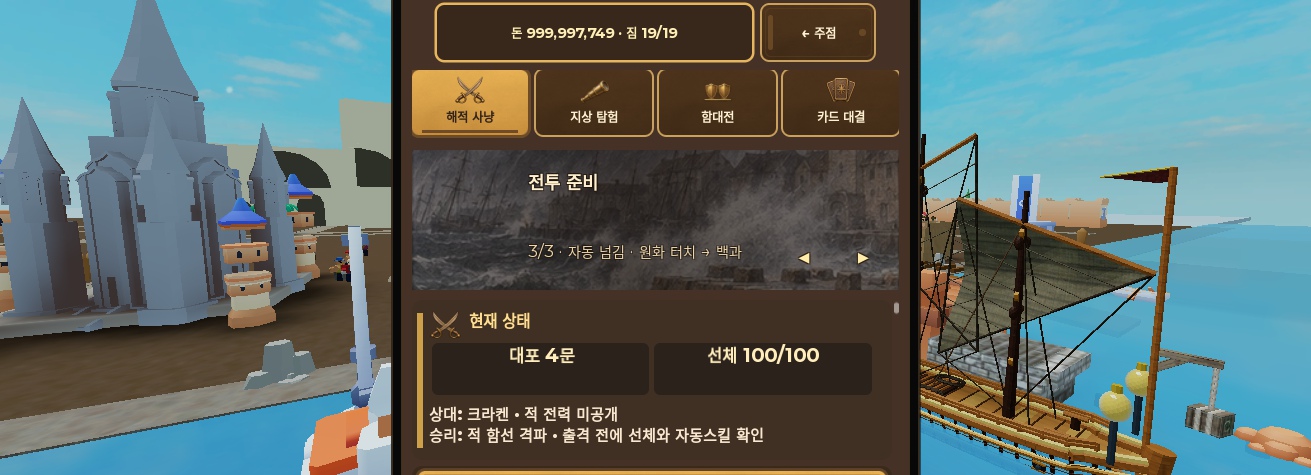 돈 999,997,749 · 짐 19/19
← 주점
해적 사냥
지상 탐험
함대전
카드 대결
전투 준비
3/3 · 자동 넘김 · 원화 터치 → 백과
◀ ▶
현재 상태
대포 4문
선체 100/100
상대: 크라켄 • 적 전력 미공개
승리: 적 함선 격파 • 출격 전에 선체와 자동스킬 확인